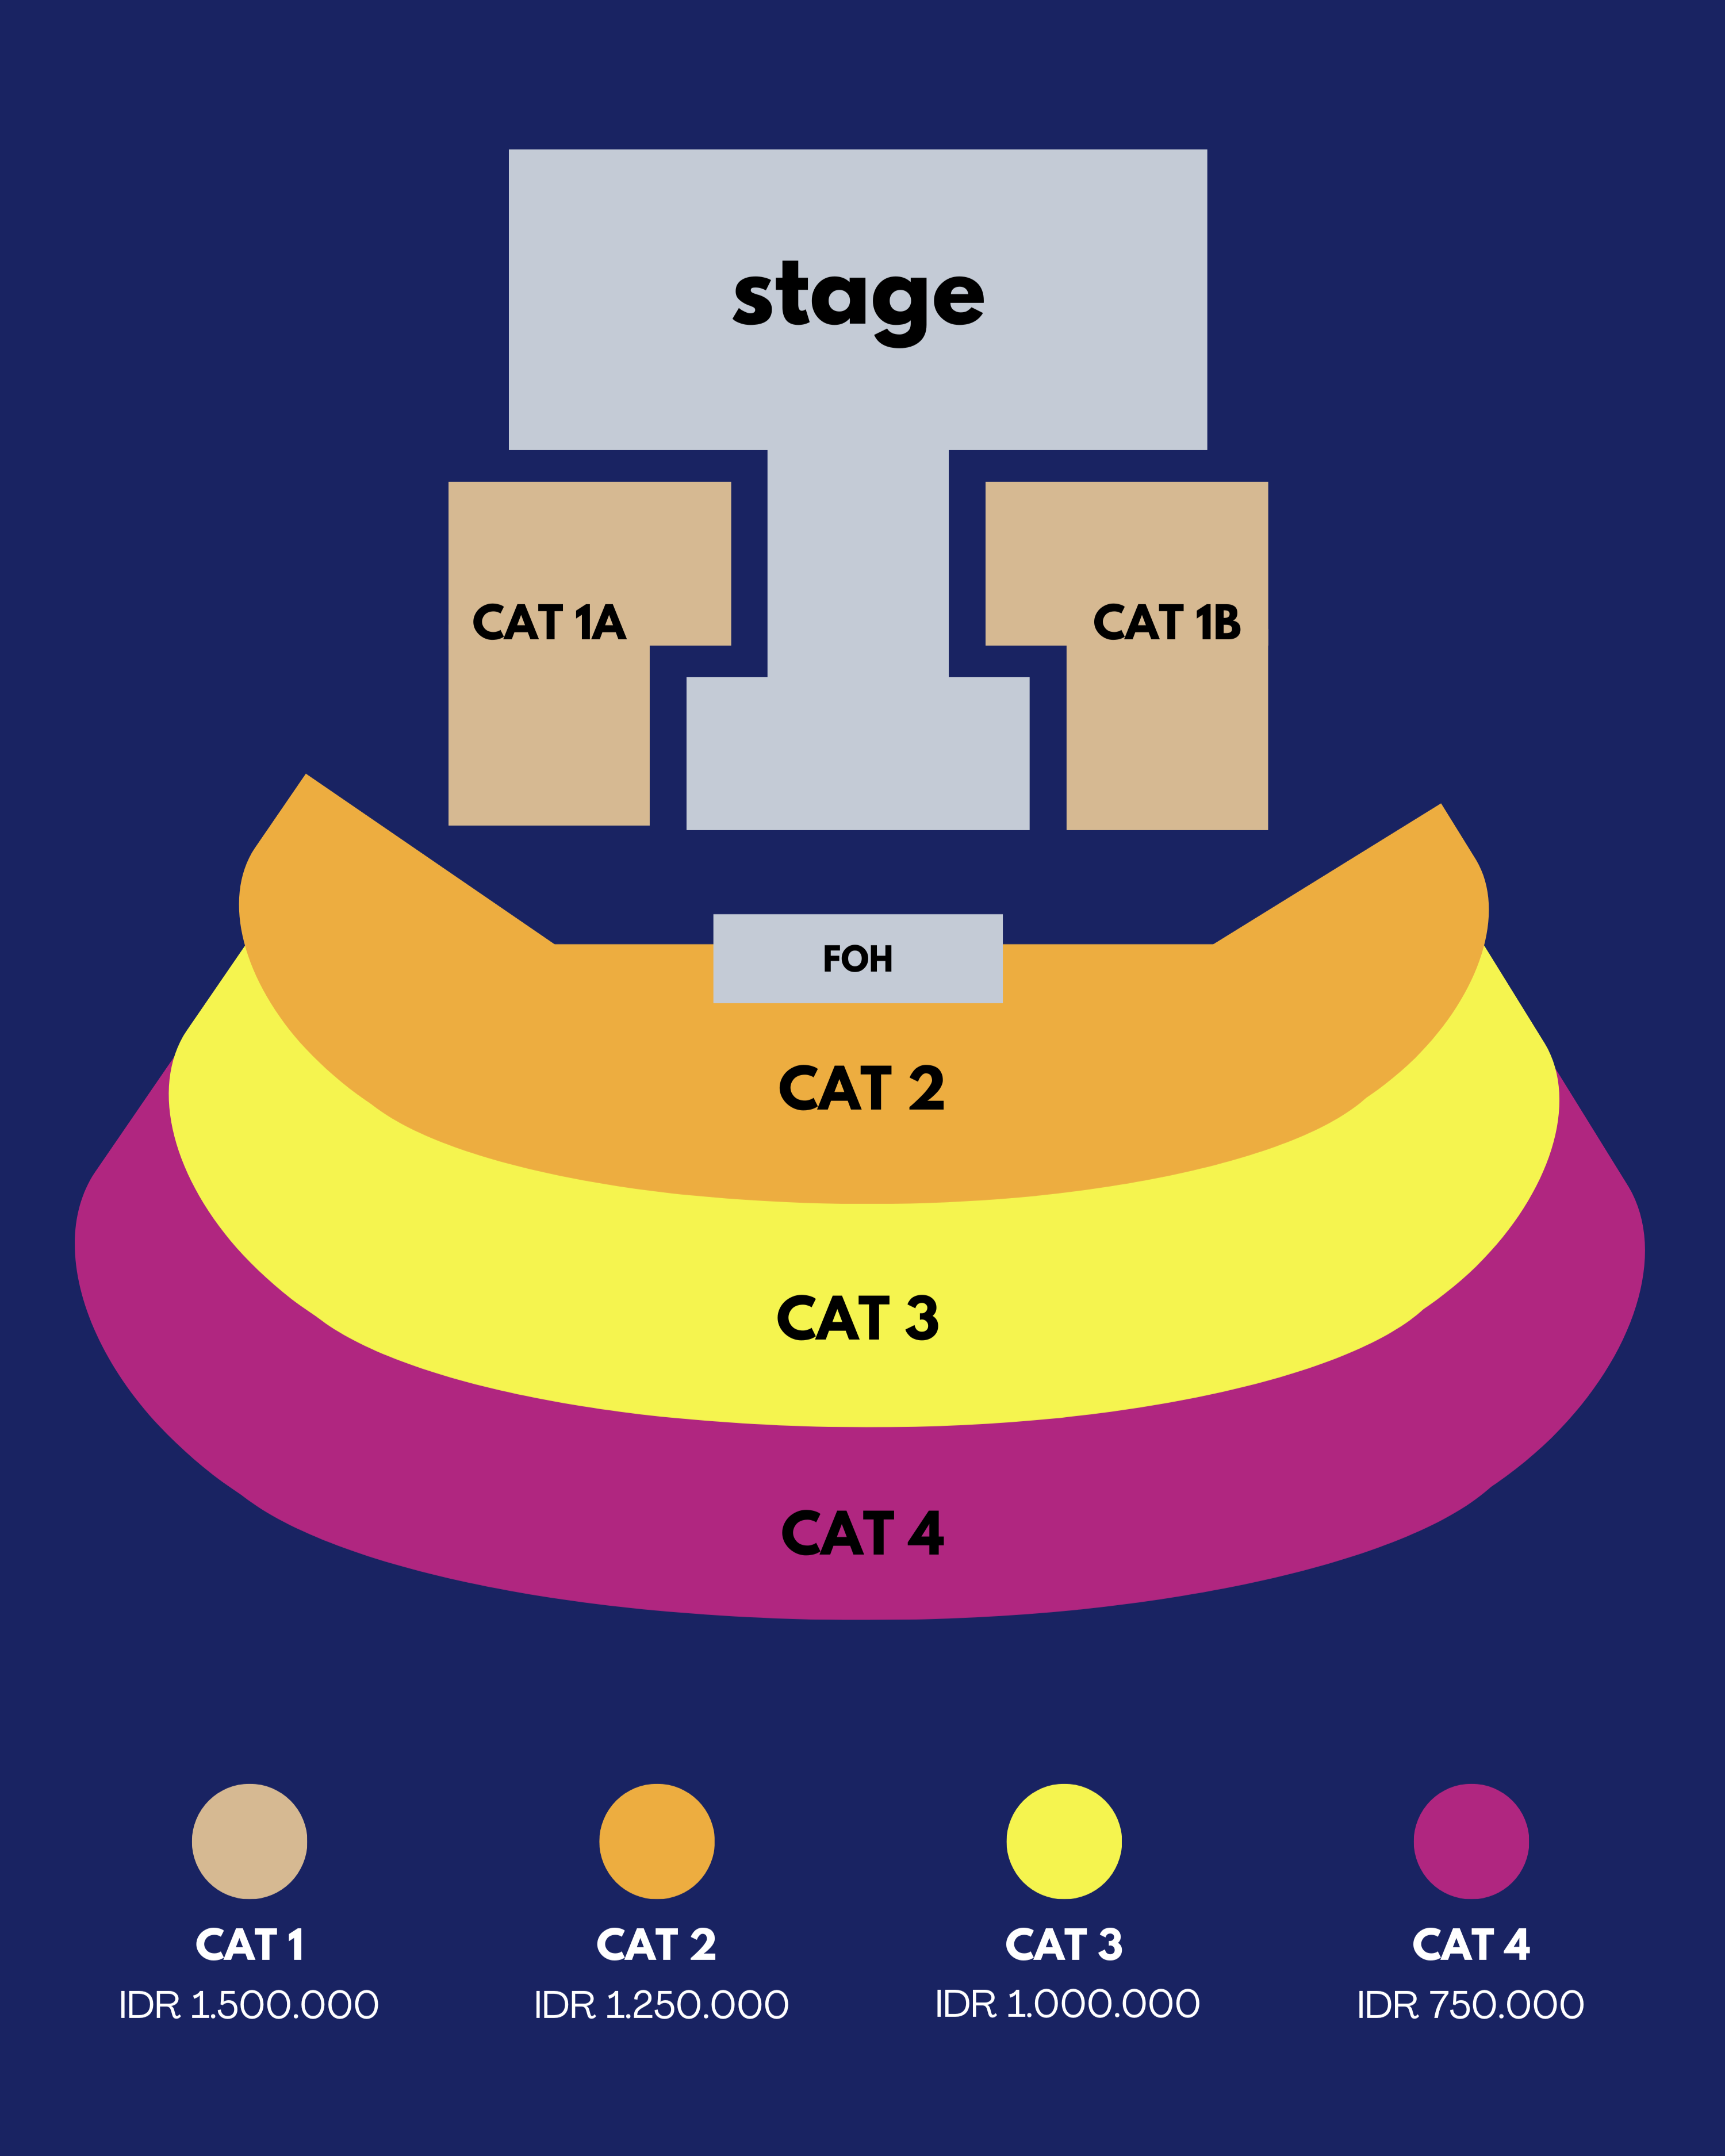 stage
CAT 1A
CAT 1B
FOH
CAT 2
CAT 3
CAT 4
CAT 1
IDR 1.500.000
CAT 2
IDR 1.250.000
CAT 3
IDR 1.000.000
CAT 4
IDR 750.000